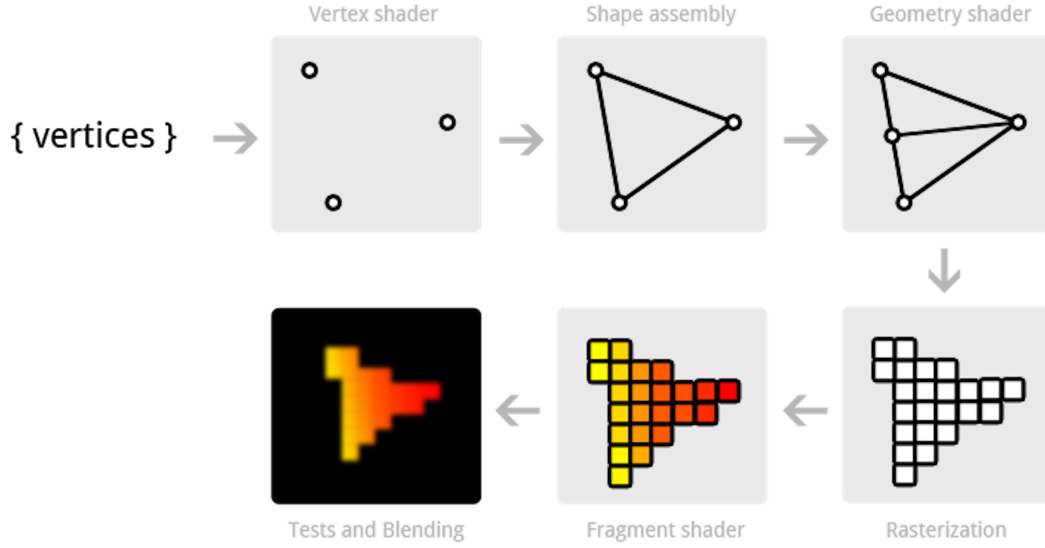 Vertex shader
Shape assembly
Geometry shader
{ vertices }
Tests and Blending
Fragment shader
Rasterization